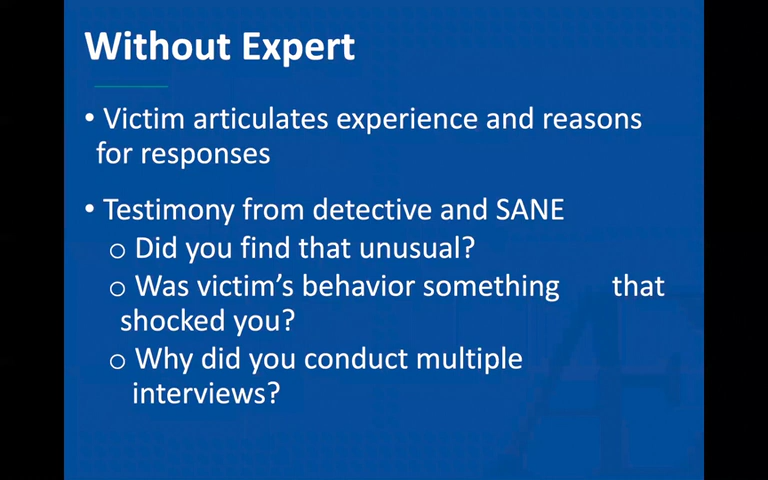 Without Expert
• Victim articulates experience and reasons
for responses
• Testimony from detective and SANE
o Did you find that unusual?
o Was victim’s behavior something that
shocked you?
o Why did you conduct multiple
interviews?